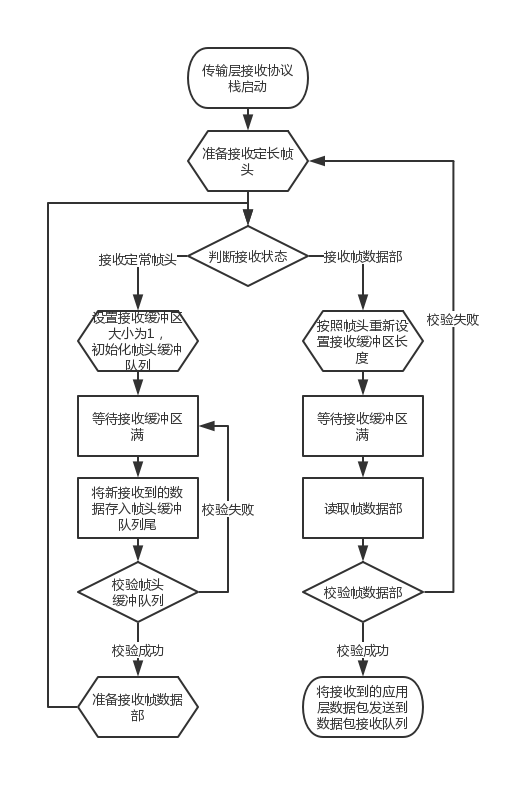 传输层接收协议
栈启动
准备接收定长帧
头
判断接收状态
接收定常帧头
接收帧数据部
设置接收缓冲区
大小为1，
初始化帧头缓冲
队列
按照帧头重新设
置接收缓冲区长
度
校验失败
等待接收缓冲区
满
等待接收缓冲区
满
将新接收到的数
据存入帧头缓冲
队列尾
校验失败
读取帧数据部
校验帧头
缓冲队列
校验帧数据部
校验成功
校验成功
准备接收帧数据
部
将接收到的应用
层数据包发送到
数据包接收队列